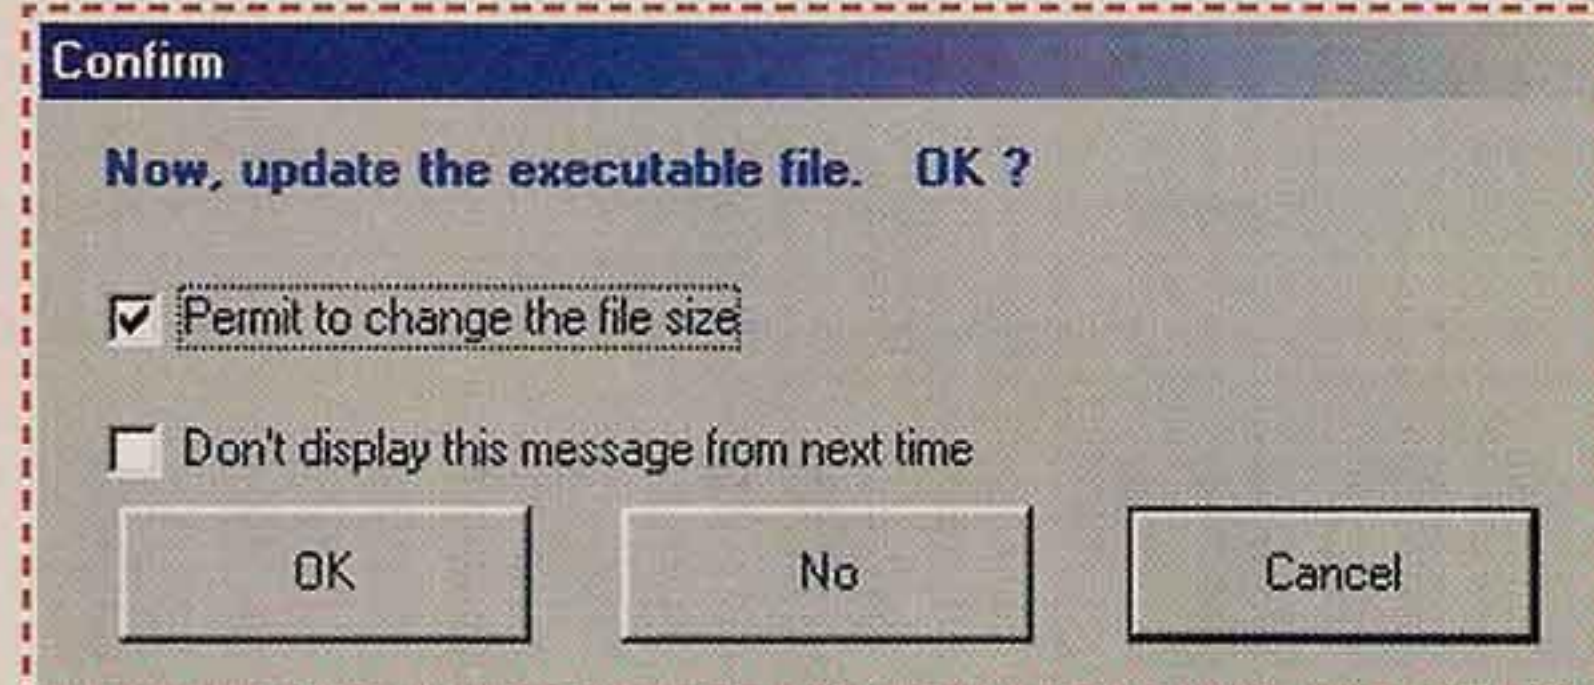 Confirm
Now, update the executable file. OK ?
Permit to change the file size
Don't display this message from next time
OK No Cancel